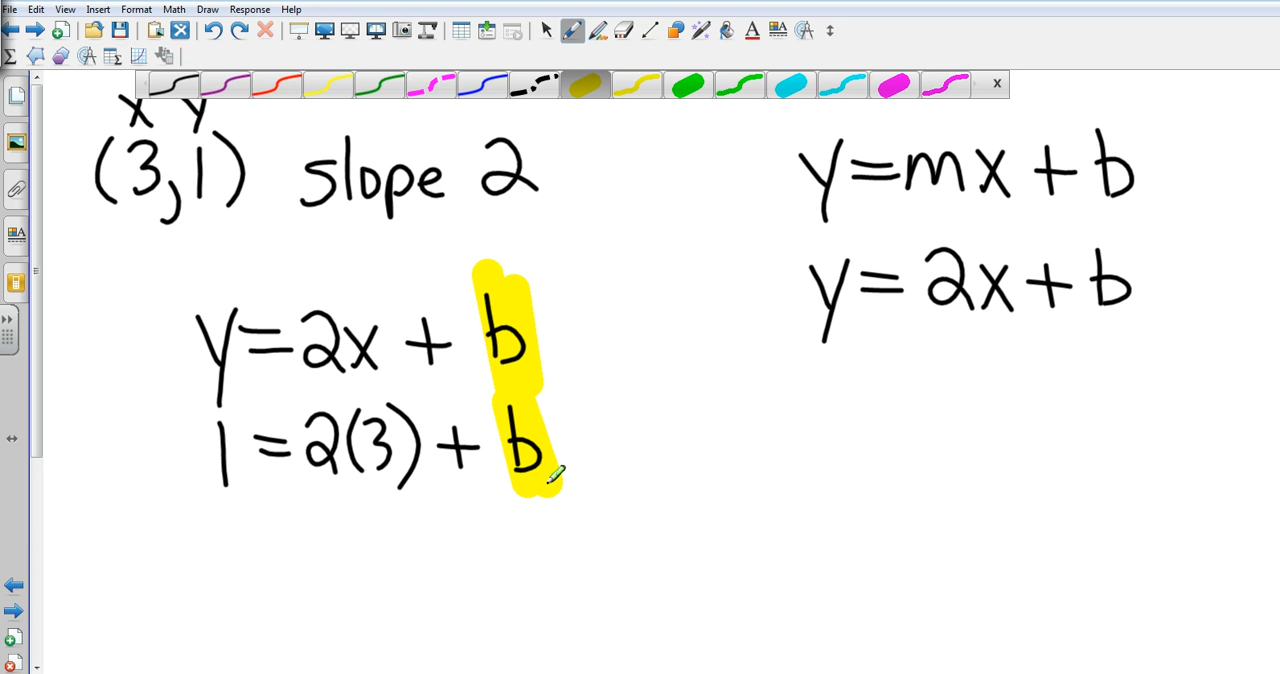 File Edit View Insert Format Math Draw Response Help
x y
(3,1) slope 2
y=mx+b
y=2x+b
y=2x+b
1=2(3)+b